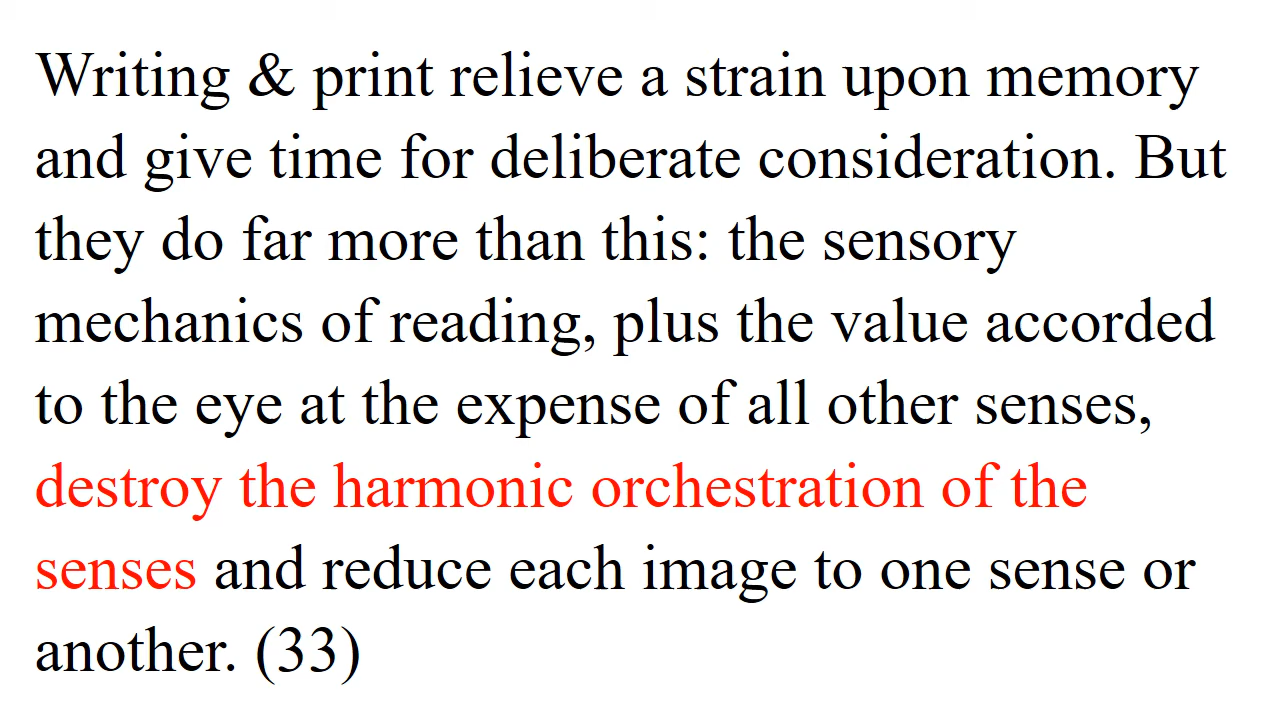 Writing & print relieve a strain upon memory
and give time for deliberate consideration. But
they do far more than this: the sensory
mechanics of reading, plus the value accorded
to the eye at the expense of all other senses,
destroy the harmonic orchestration of the
senses and reduce each image to one sense or
another. (33)